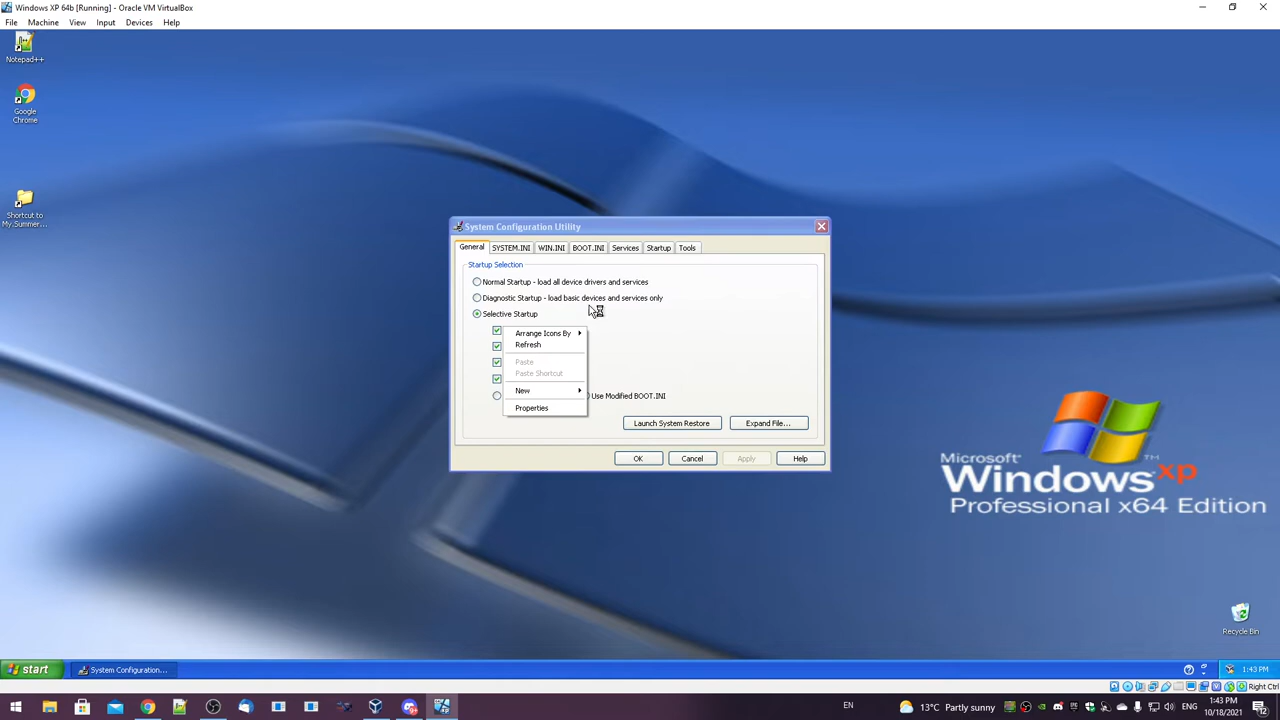 Windows XP 64b [Running] - Oracle VM VirtualBox
File Machine View Input Devices Help
Notepad++
Google
Chrome
Shortcut to
My.Summer...
System Configuration Utility
General SYSTEM.INI WIN.INI BOOT.INI Services Startup Tools
Startup Selection
Normal Startup - load all device drivers and services
Diagnostic Startup - load basic devices and services only
Selective Startup
Arrange Icons By
Refresh
Paste
Paste Shortcut
New
Properties
Use Modified BOOT.INI
Launch System Restore Expand File...
OK Cancel Apply Help
Microsoft
Windows xp TM
Professional x64 Edition
Recycle Bin
start System Configuration... 1:43 PM
Right Ctrl
EN 13°C Partly sunny ENG 1:43 PM
10/18/2021 12